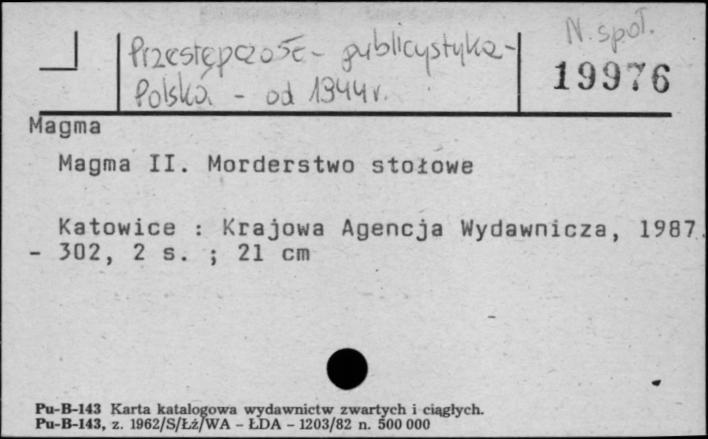 Przestępczość - publicystyka -
Polska - od 1944 r.
N. społ.
19976
Magma
Magma II. Morderstwo stołowe
Katowice : Krajowa Agencja Wydawnicza, 1987.
- 302, 2 s. ; 21 cm
Pu-B-143 Karta katalogowa wydawnictw zwartych i ciągłych.
Pu-B-143, z. 1962/S/Łź/WA - ŁDA - 1203/82 n. 500 000